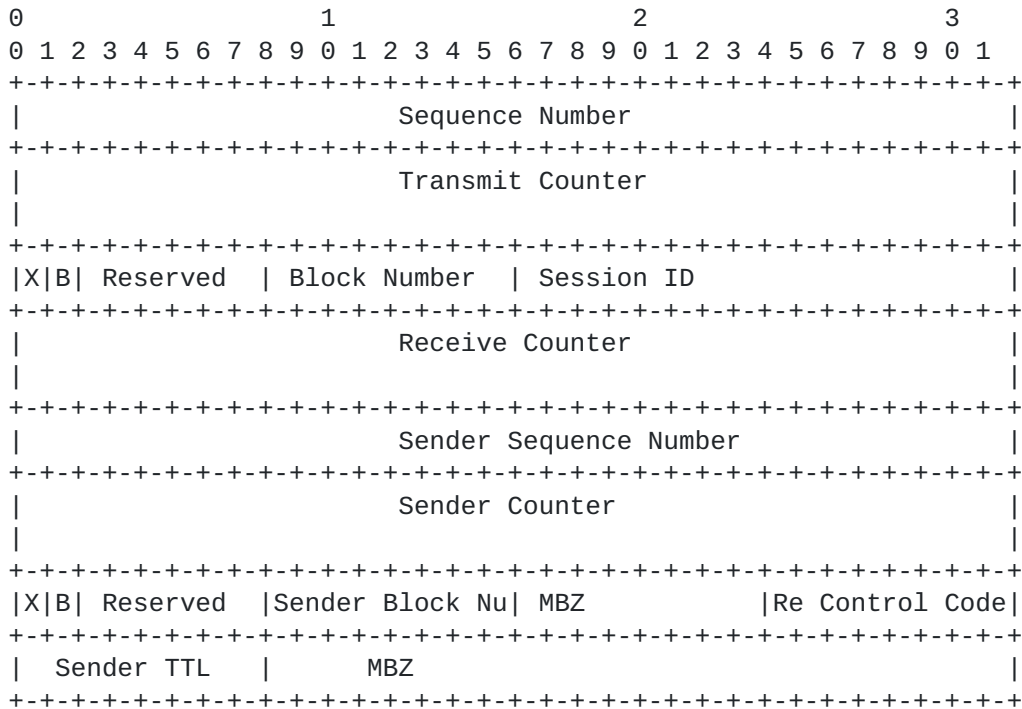 0                   1                   2                   3
0 1 2 3 4 5 6 7 8 9 0 1 2 3 4 5 6 7 8 9 0 1 2 3 4 5 6 7 8 9 0 1
+-+-+-+-+-+-+-+-+-+-+-+-+-+-+-+-+-+-+-+-+-+-+-+-+-+-+-+-+-+-+-+-+
|                        Sequence Number                        |
+-+-+-+-+-+-+-+-+-+-+-+-+-+-+-+-+-+-+-+-+-+-+-+-+-+-+-+-+-+-+-+-+
|                        Transmit Counter                       |
|                                                               |
+-+-+-+-+-+-+-+-+-+-+-+-+-+-+-+-+-+-+-+-+-+-+-+-+-+-+-+-+-+-+-+-+
|X|B| Reserved  | Block Number  | Session ID                    |
+-+-+-+-+-+-+-+-+-+-+-+-+-+-+-+-+-+-+-+-+-+-+-+-+-+-+-+-+-+-+-+-+
|                        Receive Counter                        |
|                                                               |
+-+-+-+-+-+-+-+-+-+-+-+-+-+-+-+-+-+-+-+-+-+-+-+-+-+-+-+-+-+-+-+-+
|                        Sender Sequence Number                 |
+-+-+-+-+-+-+-+-+-+-+-+-+-+-+-+-+-+-+-+-+-+-+-+-+-+-+-+-+-+-+-+-+
|                        Sender Counter                         |
|                                                               |
+-+-+-+-+-+-+-+-+-+-+-+-+-+-+-+-+-+-+-+-+-+-+-+-+-+-+-+-+-+-+-+-+
|X|B| Reserved  |Sender Block Nu| MBZ           |Re Control Code|
+-+-+-+-+-+-+-+-+-+-+-+-+-+-+-+-+-+-+-+-+-+-+-+-+-+-+-+-+-+-+-+-+
|  Sender TTL   |      MBZ                                      |
+-+-+-+-+-+-+-+-+-+-+-+-+-+-+-+-+-+-+-+-+-+-+-+-+-+-+-+-+-+-+-+-+